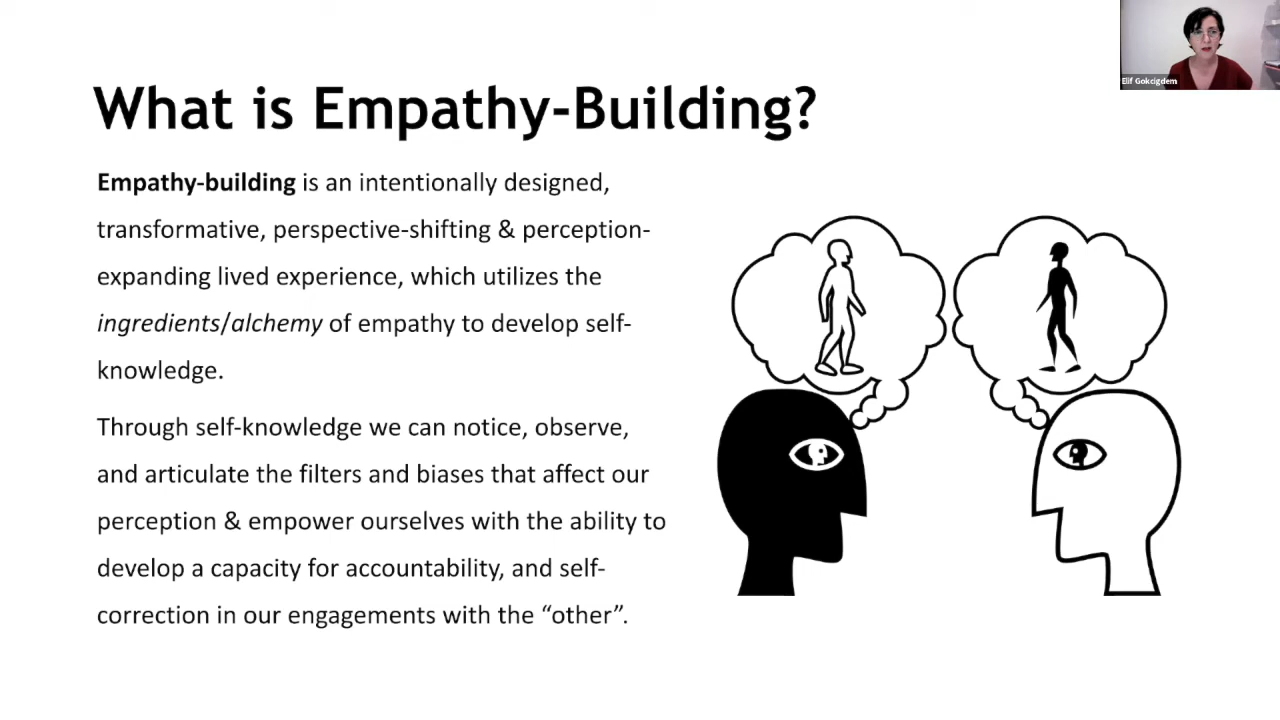 Elif Gokcigdem
What is Empathy-Building?
Empathy-building is an intentionally designed,
transformative, perspective-shifting & perception-
expanding lived experience, which utilizes the
ingredients/alchemy of empathy to develop self-
knowledge.
Through self-knowledge we can notice, observe,
and articulate the filters and biases that affect our
perception & empower ourselves with the ability to
develop a capacity for accountability, and self-
correction in our engagements with the “other”.